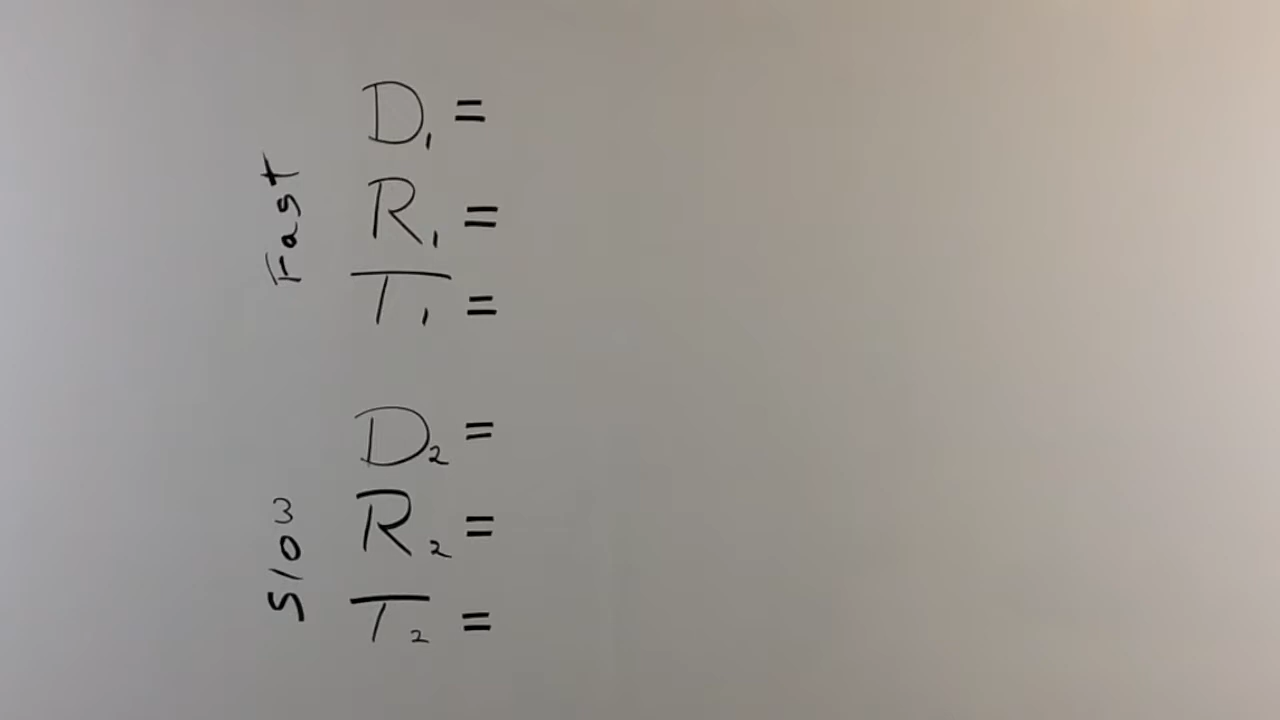 Fast
D₁ =
R₁ =
T₁ =
Slow
D₂ =
R₂ =
T₂ =